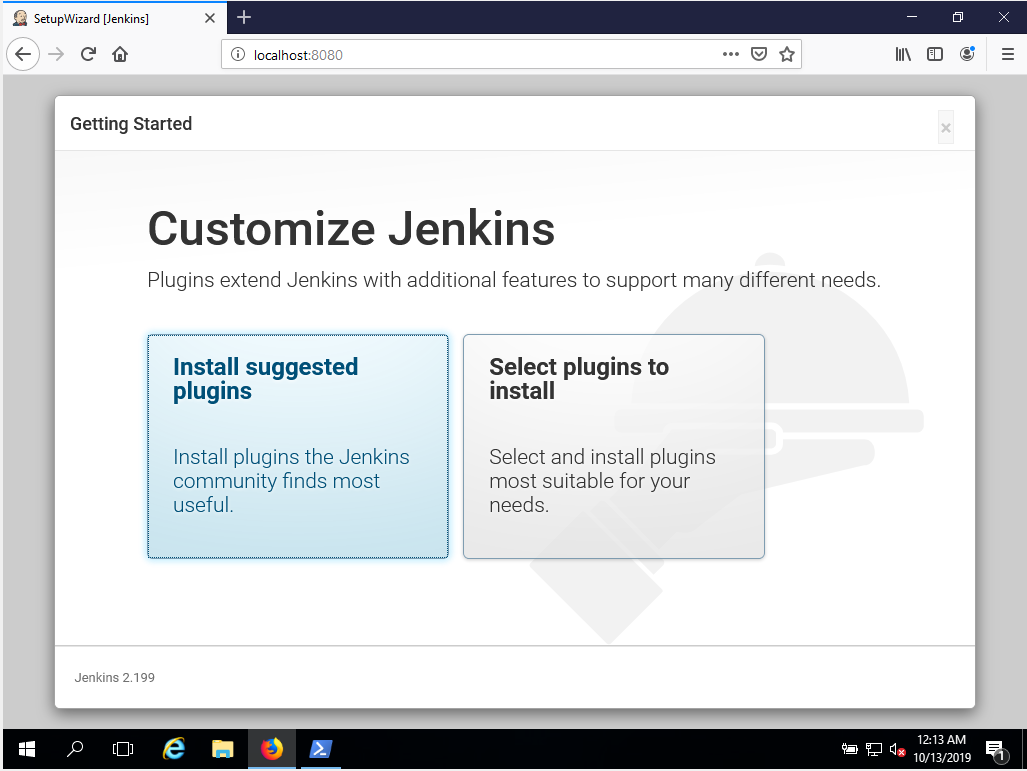 SetupWizard [Jenkins]
localhost:8080
Getting Started
Customize Jenkins
Plugins extend Jenkins with additional features to support many different needs.
Install suggested
plugins
Install plugins the Jenkins
community finds most
useful.
Select plugins to
install
Select and install plugins
most suitable for your
needs.
Jenkins 2.199
12:13 AM
10/13/2019
1